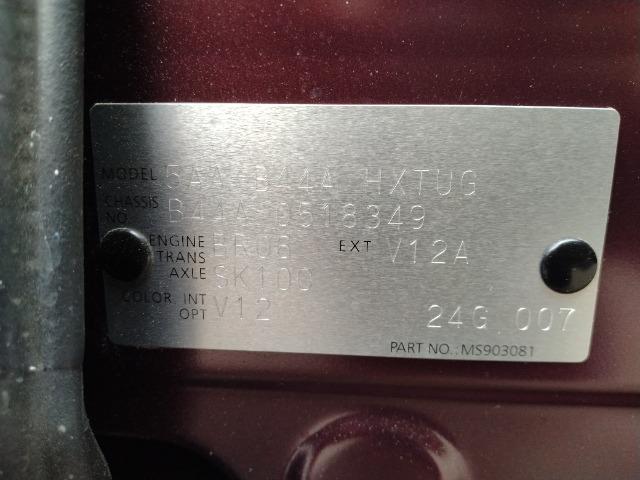 MODEL 5AA-B44A HXTUG
CHASSIS NO. B44A-0518349
ENGINE BR06 EXT V12A
TRANS AXLE SK10C
COLOR INT V12
OPT 24G 007
PART NO.: MS903081